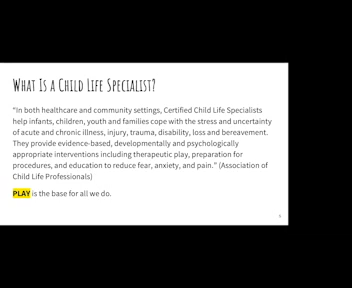 What Is a Child Life Specialist?
"In both healthcare and community settings, Certified Child Life Specialists
help infants, children, youth and families cope with the stress and uncertainty
of acute and chronic illness, injury, trauma, disability, loss and bereavement.
They provide evidence-based, developmentally and psychologically
appropriate interventions including therapeutic play, preparation for
procedures, and education to reduce fear, anxiety, and pain." (Association of
Child Life Professionals)
PLAY is the base for all we do.